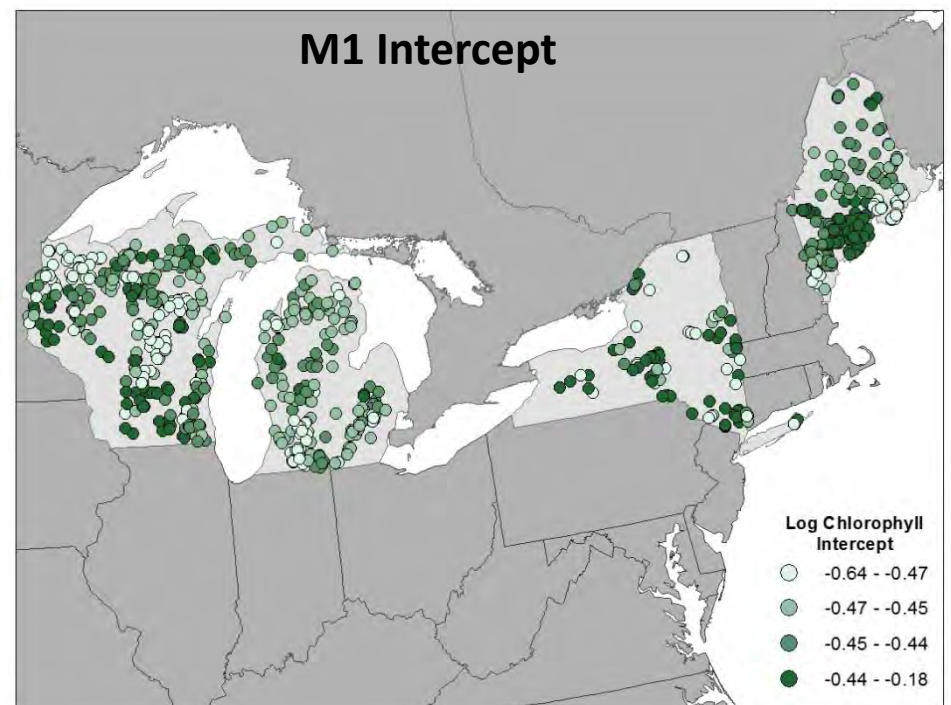 M1 Intercept
Log Chlorophyll
Intercept
-0.64 - -0.47
-0.47 - -0.45
-0.45 - -0.44
-0.44 - -0.18